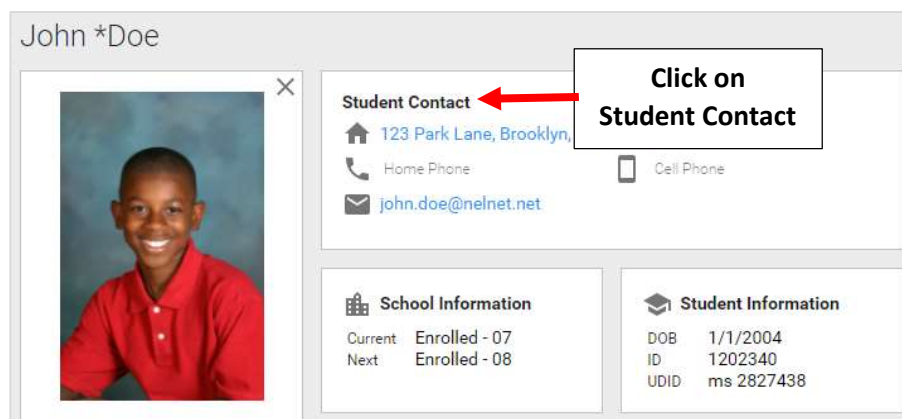 John *Doe
Student Contact
Click on
Student Contact
123 Park Lane, Brooklyn,
Home Phone
Cell Phone
john.doe@nelnet.net
School Information
Current Enrolled - 07
Next Enrolled - 08
Student Information
DOB 1/1/2004
ID 1202340
UDID ms 2827438